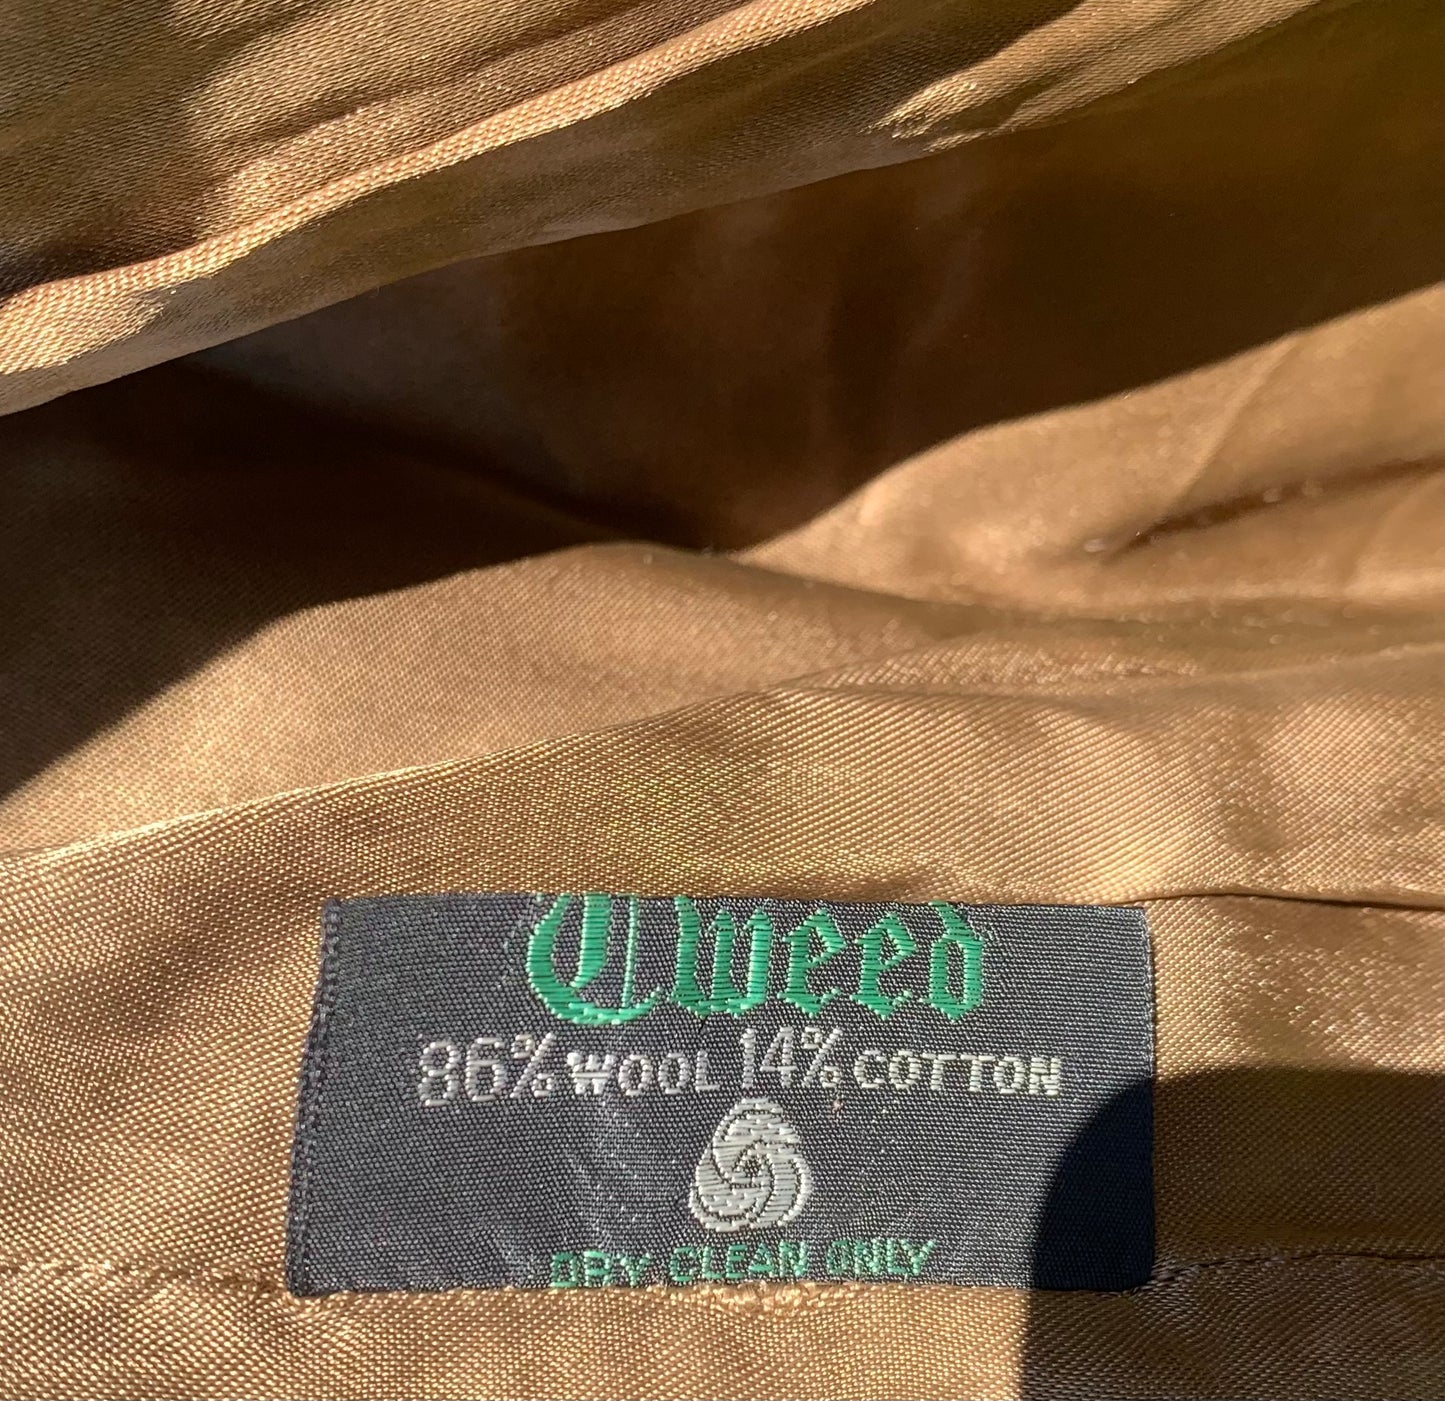 Tweed
86% WOOL 14% COTTON
DRY CLEAN ONLY